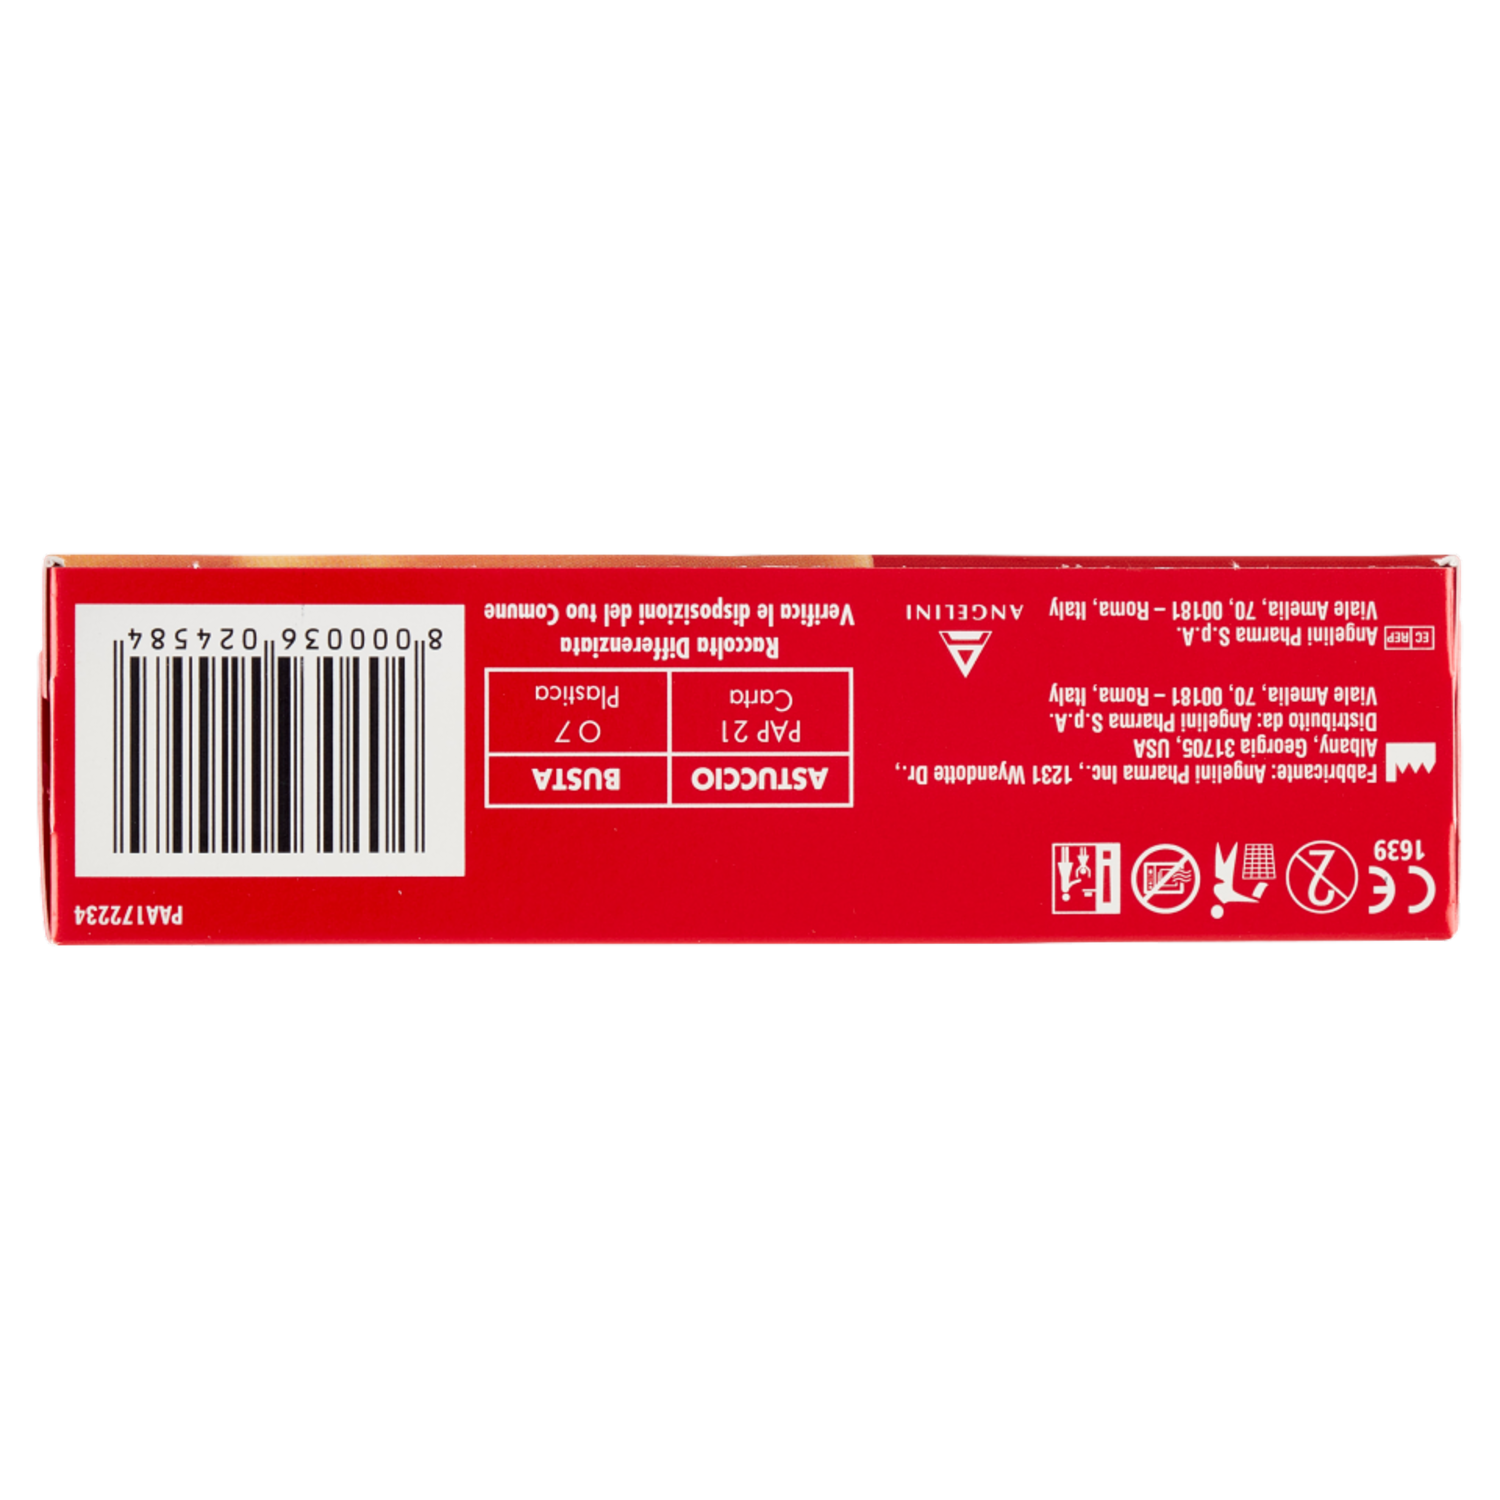 PAA172234
CE
1639
2
Fabbricante: Angelini Pharma Inc., 1231 Wyandotte Dr.,
Albany, Georgia 31705, USA
Distribuito da: Angelini Pharma S.p.A.
Viale Amelia, 70, 00181 – Roma, Italy
EC REP
Angelini Pharma S.p.A.
Viale Amelia, 70, 00181 – Roma, Italy
ANGELINI
ASTUCCIO BUSTA
PAP 21 O 7
Carta Plastica
Raccolta Differenziata
Verifica le disposizioni del tuo Comune
8 000036 024584